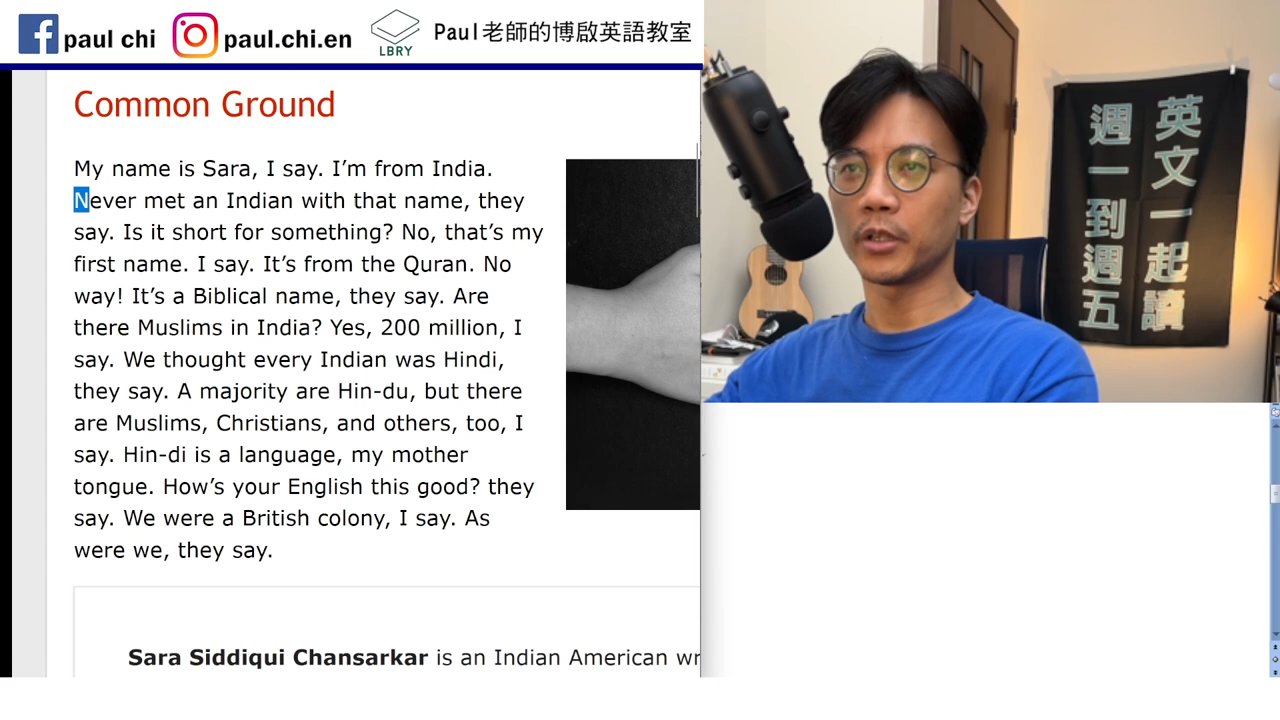 paul chi
paul.chi.en
LBRY
Paul老師的博啟英語教室
Common Ground
My name is Sara, I say. I’m from India.
Never met an Indian with that name, they
say. Is it short for something? No, that’s my
first name. I say. It’s from the Quran. No
way! It’s a Biblical name, they say. Are
there Muslims in India? Yes, 200 million, I
say. We thought every Indian was Hindi,
they say. A majority are Hin-du, but there
are Muslims, Christians, and others, too, I
say. Hin-di is a language, my mother
tongue. How’s your English this good? they
say. We were a British colony, I say. As
were we, they say.
Sara Siddiqui Chansarkar is an Indian American wr
英文一起讀
週一到週五